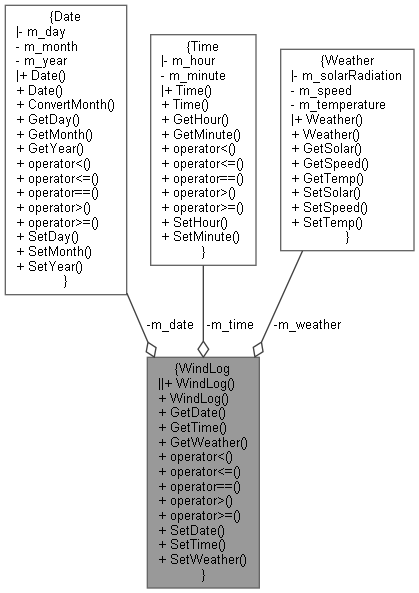 {Date
|- m_day
- m_month
- m_year
|+ Date()
+ Date()
+ ConvertMonth()
+ GetDay()
+ GetMonth()
+ GetYear()
+ operator<()
+ operator<=()
+ operator==()
+ operator>()
+ operator>=()
+ SetDay()
+ SetMonth()
+ SetYear()
}
{Time
|- m_hour
- m_minute
|+ Time()
+ Time()
+ GetHour()
+ GetMinute()
+ operator<()
+ operator<=()
+ operator==()
+ operator>()
+ operator>=()
+ SetHour()
+ SetMinute()
}
{Weather
|- m_solarRadiation
- m_speed
- m_temperature
|+ Weather()
+ Weather()
+ GetSolar()
+ GetSpeed()
+ GetTemp()
+ SetSolar()
+ SetSpeed()
+ SetTemp()
}
-m_date
-m_time
-m_weather
{WindLog
||+ WindLog()
+ WindLog()
+ GetDate()
+ GetTime()
+ GetWeather()
+ operator<()
+ operator<=()
+ operator==()
+ operator>()
+ operator>=()
+ SetDate()
+ SetTime()
+ SetWeather()
}